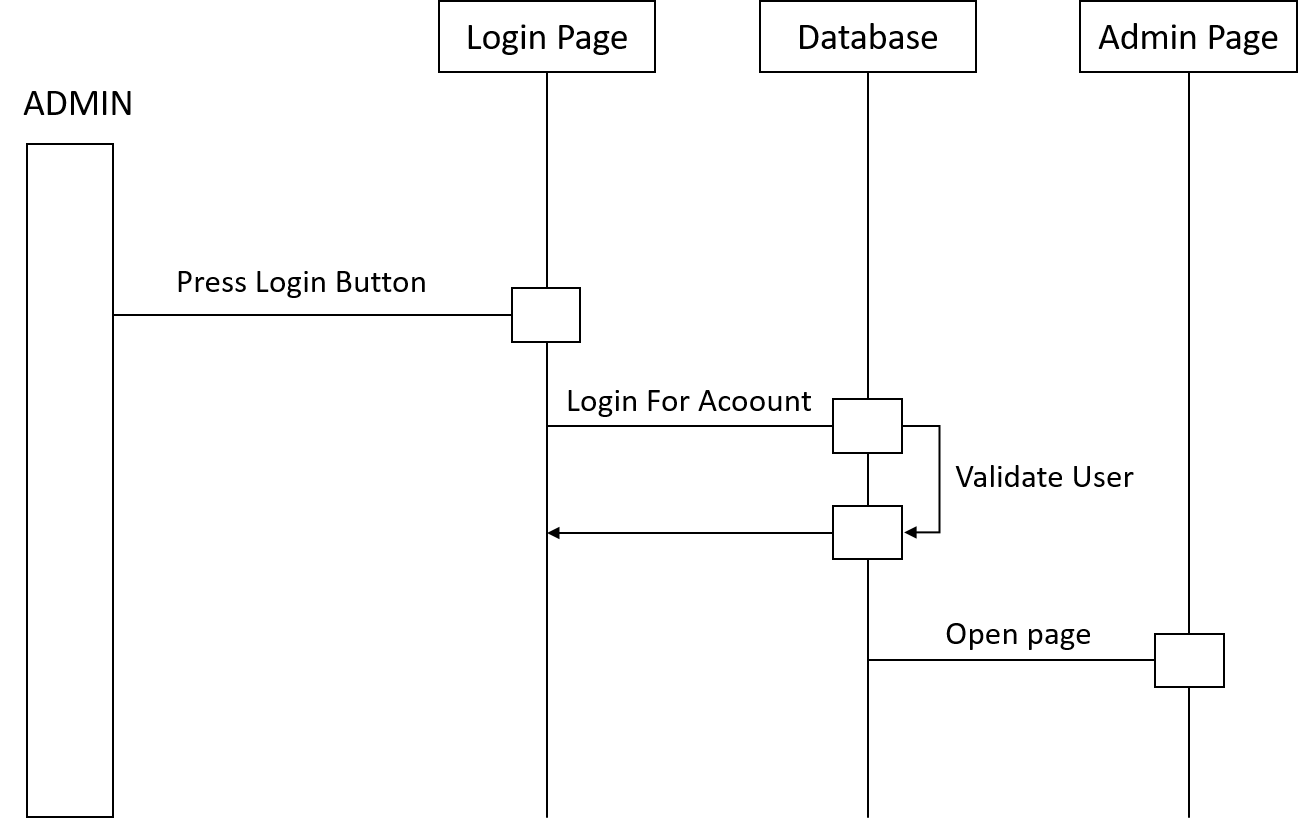 Login Page
Database
Admin Page
ADMIN
Press Login Button
Login For Acoount
Validate User
Open page